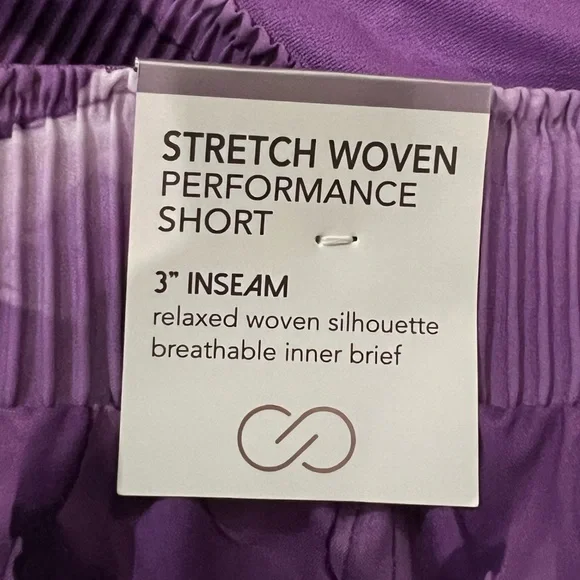 STRETCH WOVEN
PERFORMANCE
SHORT
3" INSEAM
relaxed woven silhouette
breathable inner brief